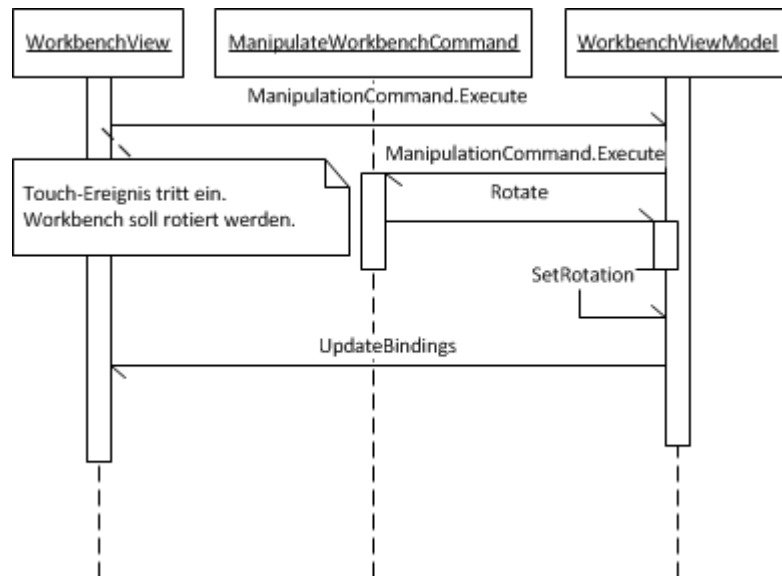 WorkbenchView
ManipulateWorkbenchCommand
WorkbenchViewModel
ManipulationCommand.Execute
ManipulationCommand.Execute
Touch-Ereignis tritt ein.
Workbench soll rotiert werden.
Rotate
SetRotation
UpdateBindings